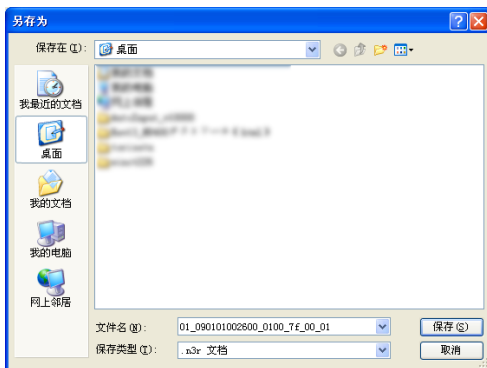 另存为
保存在(I):
桌面
我最近的文档
桌面
我的文档
我的电脑
网上邻居
文件名(N):
01_090101002600_0100_7f_00_01
保存(S)
保存类型(T):
.n3r 文档
取消